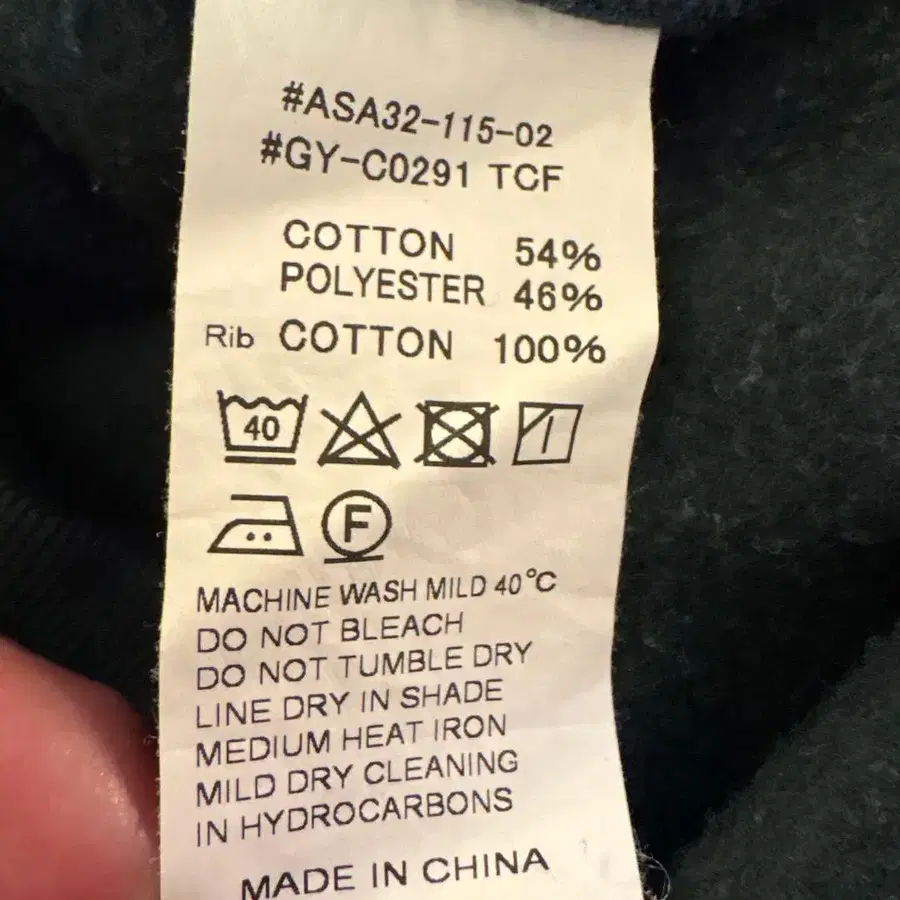 #ASA32-115-02
#GY-C0291 TCF
COTTON 54%
POLYESTER 46%
Rib COTTON 100%
40
F
MACHINE WASH MILD 40°C
DO NOT BLEACH
DO NOT TUMBLE DRY
LINE DRY IN SHADE
MEDIUM HEAT IRON
MILD DRY CLEANING
IN HYDROCARBONS
MADE IN CHINA